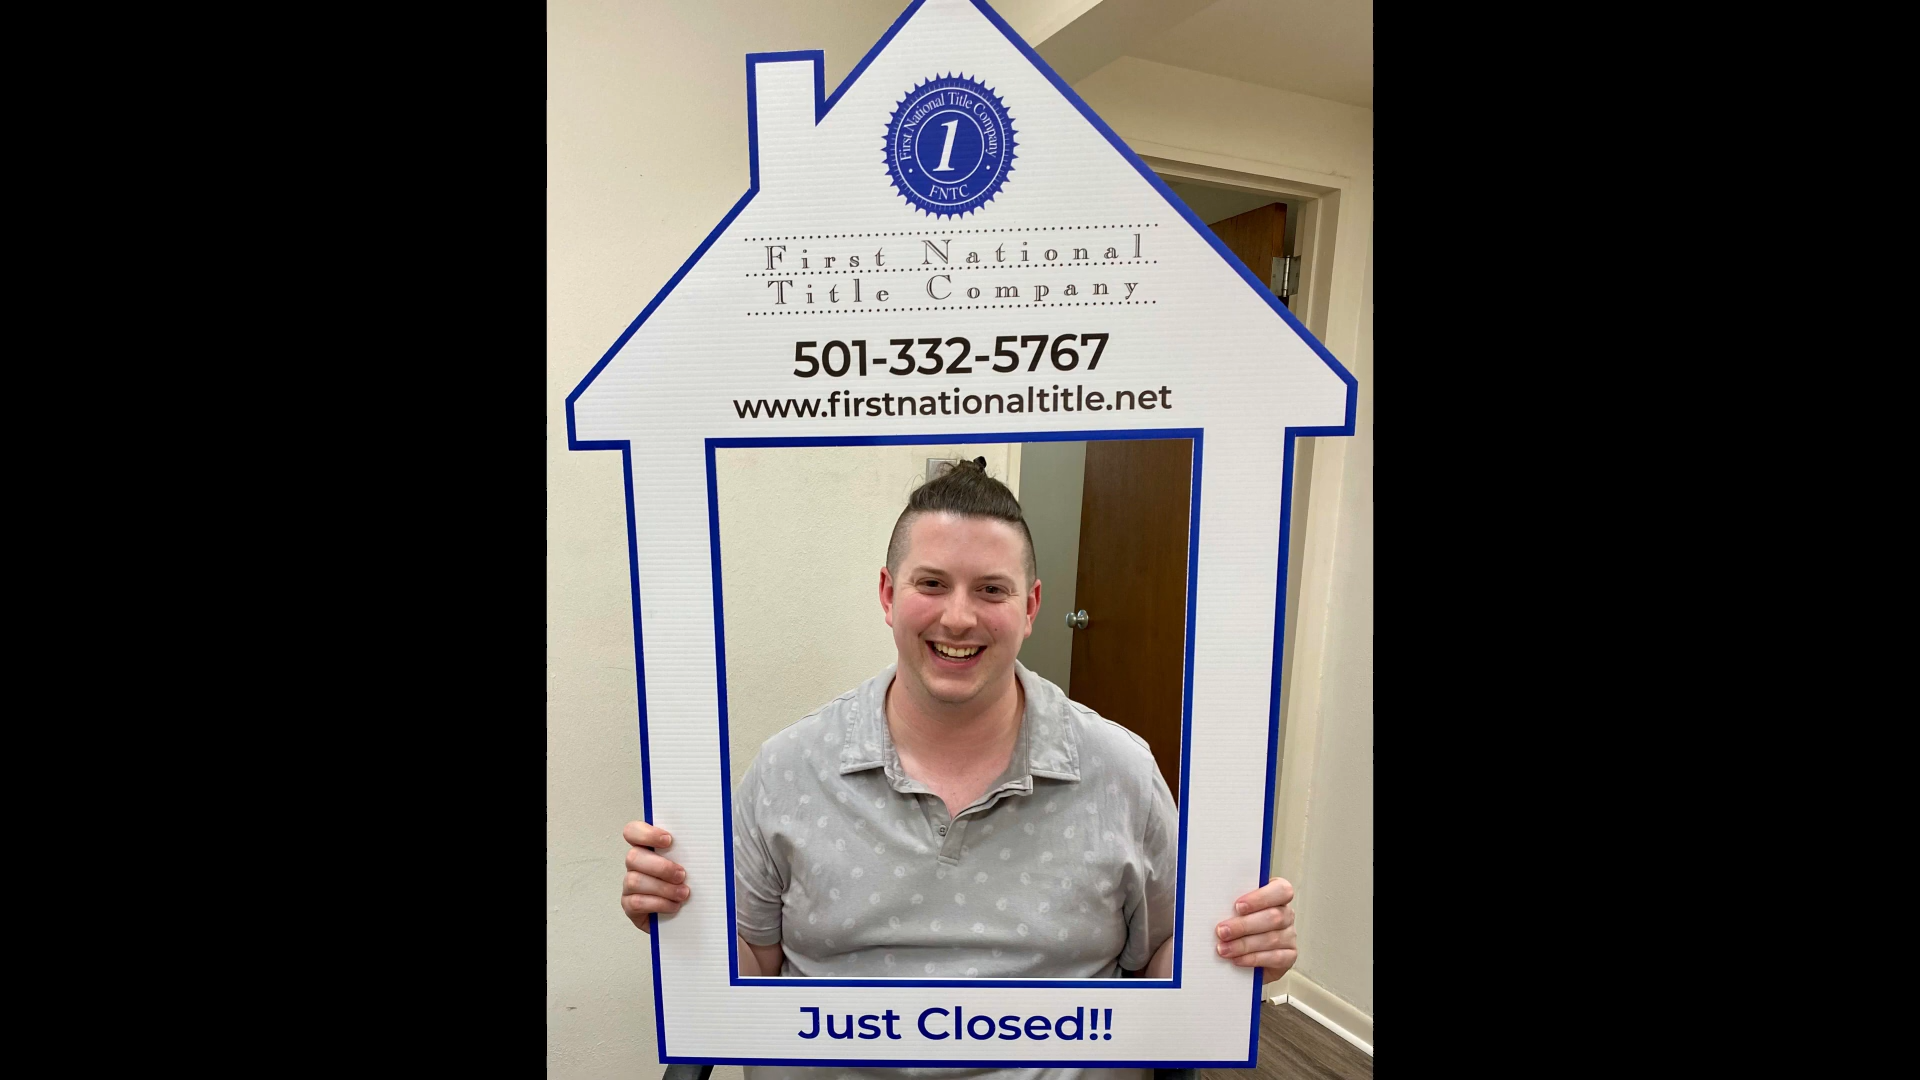 First National Title Company
1
FNTC
First National
Title Company
501-332-5767
www.firstnationaltitle.net
Just Closed!!